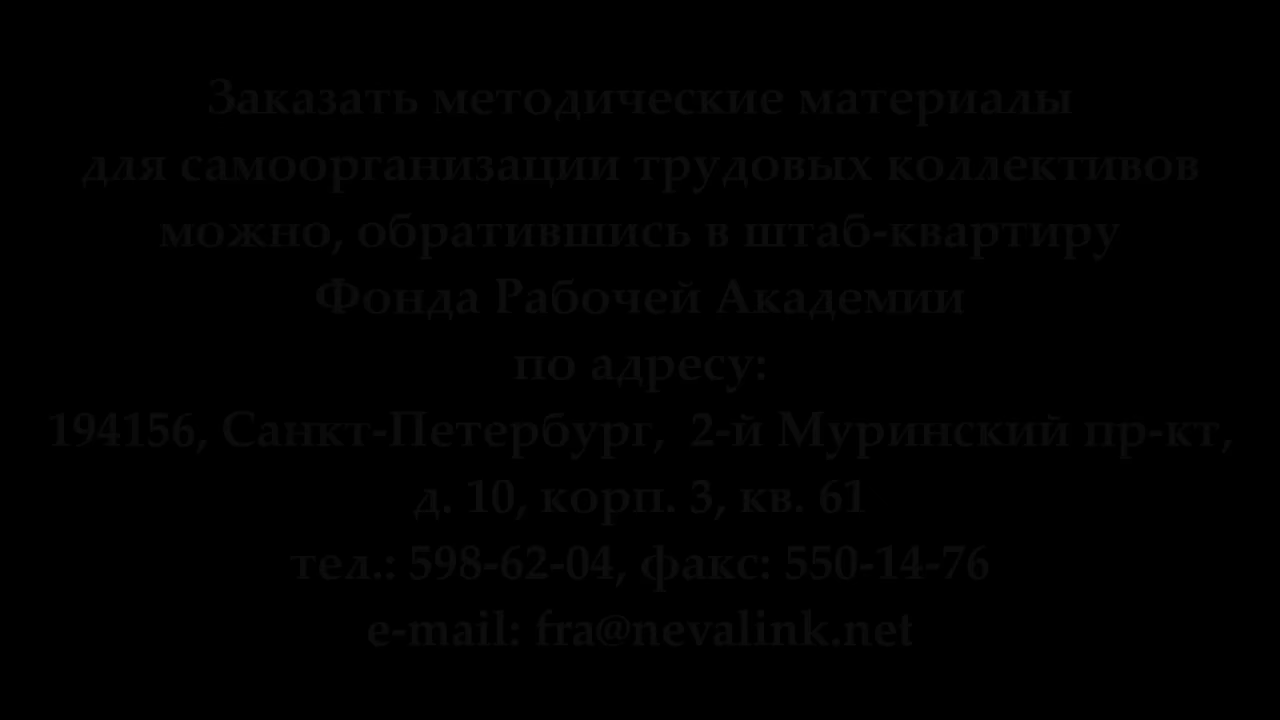 Заказать методические материалы
для самоорганизации трудовых коллективов
можно, обратившись в штаб-квартиру
Фонда Рабочей Академии
по адресу:
194156, Санкт-Петербург, 2-й Муринский пр-кт,
д. 10, корп. 3, кв. 61
тел.: 598-62-04, факс: 550-14-76
e-mail: fra@nevalink.net